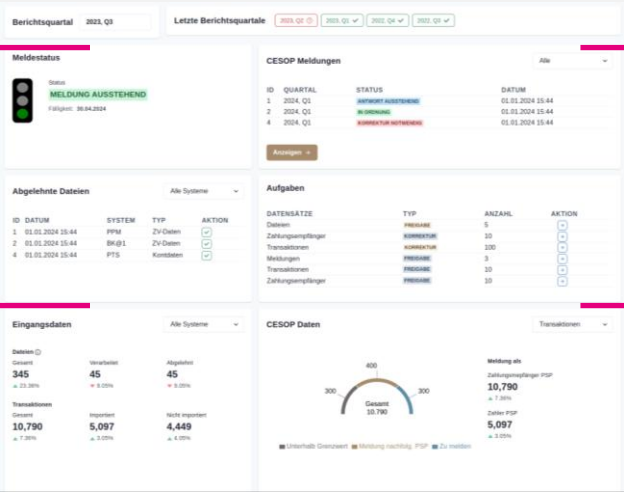 Berichtsquartal 2023, Q3
Letzte Berichtsquartale 2023, Q2 2023, Q1 2022, Q4 2022, Q3
Meldestatus
Status
MELDUNG AUSSTEHEND
Fälligkeit: 30.04.2024
CESOP Meldungen Alle
ID QUARTAL STATUS DATUM
1 2024, Q1 ANTWORT AUSSTEHEND 01.01.2024 15:44
2 2024, Q1 IN ORDNUNG 01.01.2024 15:44
4 2024, Q1 KORREKTUR NOTWENDIG 01.01.2024 15:44
Anzeigen
Abgelehnte Dateien Alle Systeme
ID DATUM SYSTEM TYP AKTION
1 01.01.2024 15:44 PPM ZV-Daten
2 01.01.2024 15:44 BK@1 ZV-Daten
4 01.01.2024 15:44 PTS Kontdaten
Aufgaben
DATENSÄTZE TYP ANZAHL AKTION
Dateien FREIGABE 5
Zahlungsempfänger KORREKTUR 10
Transaktionen KORREKTUR 100
Meldungen FREIGABE 3
Transaktionen FREIGABE 10
Zahlungsempfänger FREIGABE 10
Eingangsdaten Alle Systeme
Dateien
Gesamt Verarbeitet Abgelehnt
345 45 45
23.36% 9.05% 9.05%
Transaktionen
Gesamt Importiert Nicht importiert
10,790 5,097 4,449
7.36% 3.05% 4.05%
CESOP Daten Transaktionen
400
300 300
Gesamt
10.790
Unterhalb Grenzwert Meldung nachfolg. PSP Zu melden
Meldung als
Zahlungsempfänger PSP
10,790
7.36%
Zahler PSP
5,097
3.05%